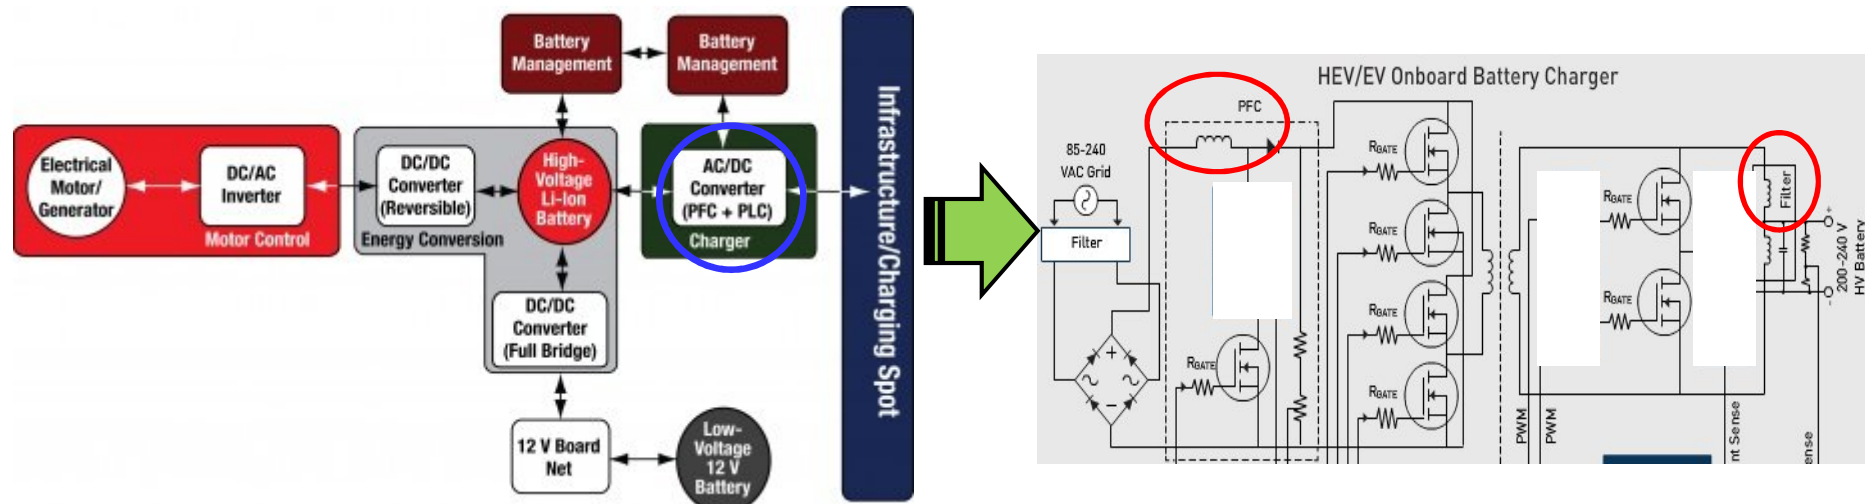 Battery
Management
Battery
Management
Electrical
Motor/
Generator
DC/AC
Inverter
Motor Control
DC/DC
Converter
(Reversible)
Energy Conversion
High-
Voltage
LI-Ion
Battery
AC/DC
Converter
(PFC + PLC)
Charger
DC/DC
Converter
(Full Bridge)
12 V Board
Net
Low-
Voltage
12 V
Battery
Infrastructure/Charging Spot
HEV/EV Onboard Battery Charger
PFC
85-240
VAC Grid
Filter
+
−
RGATE
RGATE
RGATE
RGATE
RGATE
RGATE
RGATE
PWM
PWM
Filter
+
-
200-240 V
HV Battery
nt Sense
ense